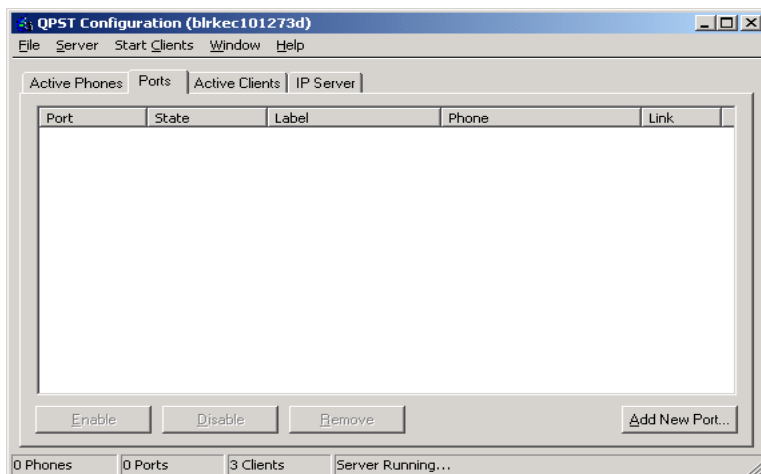 QPST Configuration (blrkec101273d)
File Server Start Clients Window Help
Active Phones Ports Active Clients IP Server
Port State Label Phone Link
Enable Disable Remove Add New Port...
0 Phones 0 Ports 3 Clients Server Running...